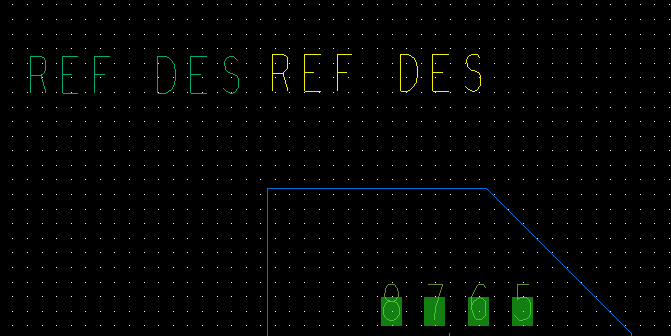 REF DES REF DES
8 7 6 5